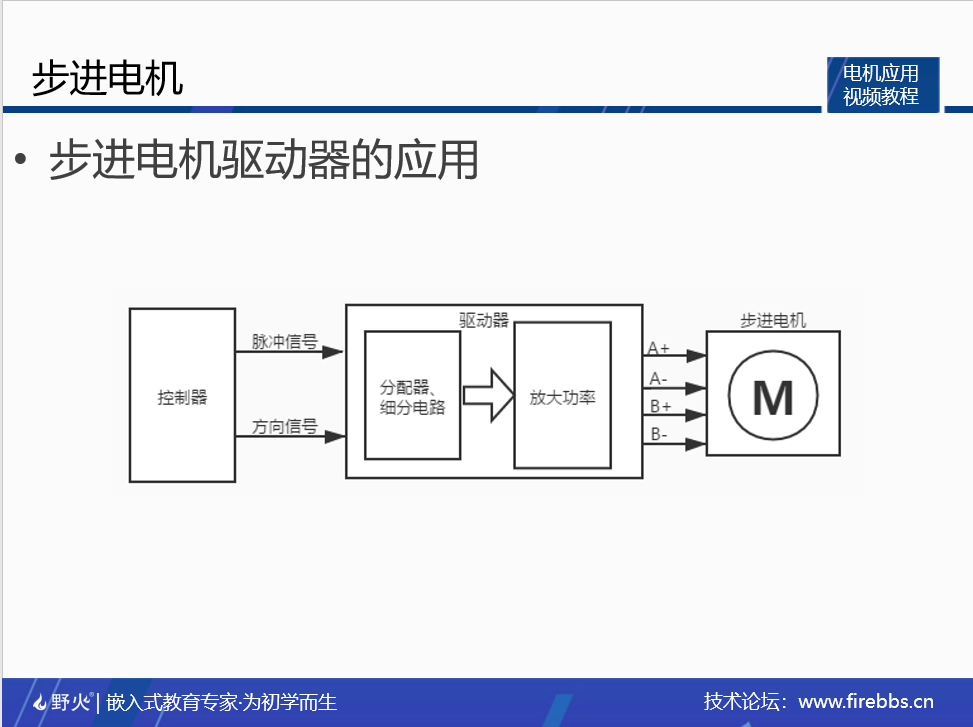 步进电机
电机应用
视频教程
• 步进电机驱动器的应用
控制器
脉冲信号
方向信号
驱动器
分配器、
细分电路
放大功率
A+
A-
B+
B-
步进电机
M
野火® | 嵌入式教育专家·为初学而生
技术论坛：www.firebbs.cn